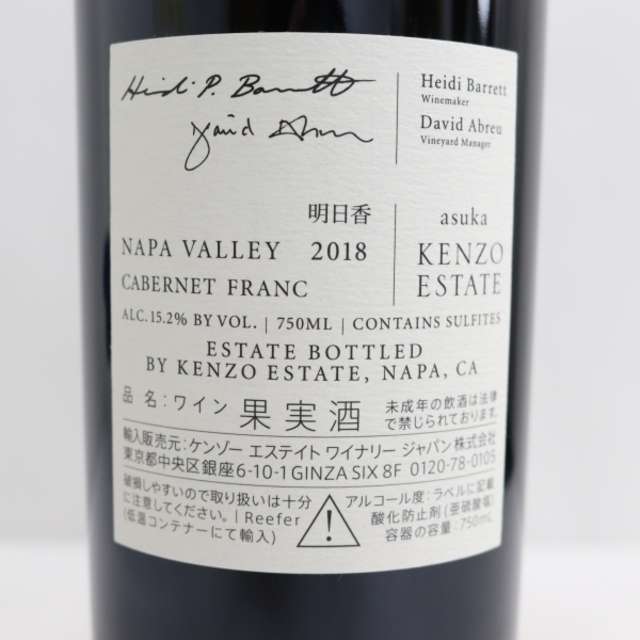 Heidi P. Barrett
David Abreu
Heidi Barrett
Winemaker
David Abreu
Vineyard Manager
明日香
asuka
NAPA VALLEY 2018
KENZO
CABERNET FRANC
ESTATE
ALC. 15.2% BY VOL. | 750ML | CONTAINS SULFITES
ESTATE BOTTLED
BY KENZO ESTATE, NAPA, CA
品名:ワイン 果実酒
未成年の飲酒は法律
で禁じられております。
輸入販売元:ケンゾー エステイト ワイナリー ジャパン株式会社
東京都中央区銀座6-10-1 GINZA SIX 8F 0120-78-0105
破損しやすいので取り扱いは十分
に注意してください。| Reefer
(低温コンテナーにて輸入)
アルコール度:ラベルに記載
酸化防止剤(亜硫酸塩)
容器の容量:750mL